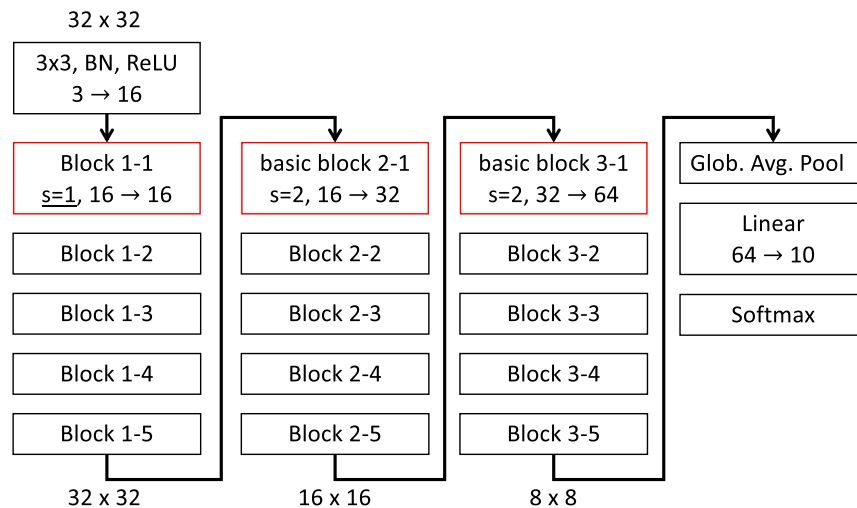 32 x 32
3x3, BN, ReLU
3 → 16
Block 1-1
s=1, 16 → 16
Block 1-2
Block 1-3
Block 1-4
Block 1-5
32 x 32
basic block 2-1
s=2, 16 → 32
Block 2-2
Block 2-3
Block 2-4
Block 2-5
16 x 16
basic block 3-1
s=2, 32 → 64
Block 3-2
Block 3-3
Block 3-4
Block 3-5
8 x 8
Glob. Avg. Pool
Linear
64 → 10
Softmax